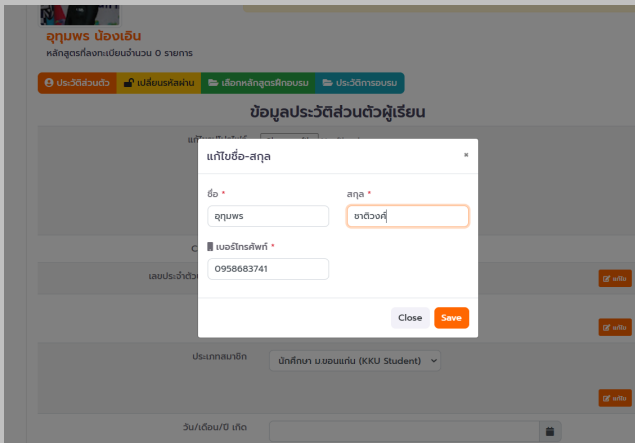 อุทุมพร น้องเอิน
หลักสูตรที่ลงทะเบียนจำนวน 0 รายการ
ประวัติส่วนตัว เปลี่ยนรหัสผ่าน เลือกหลักสูตรฝึกอบรม ประวัติการอบรม
ข้อมูลประวัติส่วนตัวผู้เรียน
แก้ไขชื่อ-สกุล ×
ชื่อ * สกุล *
อุทุมพร ชาติวงศ์
เบอร์โทรศัพท์ *
0958683741
เลขประจำตัว
แก้ไข
Close Save
แก้ไข
ประเภทสมาชิก นักศึกษา ม.ขอนแก่น (KKU Student)
แก้ไข
วัน/เดือน/ปี เกิด